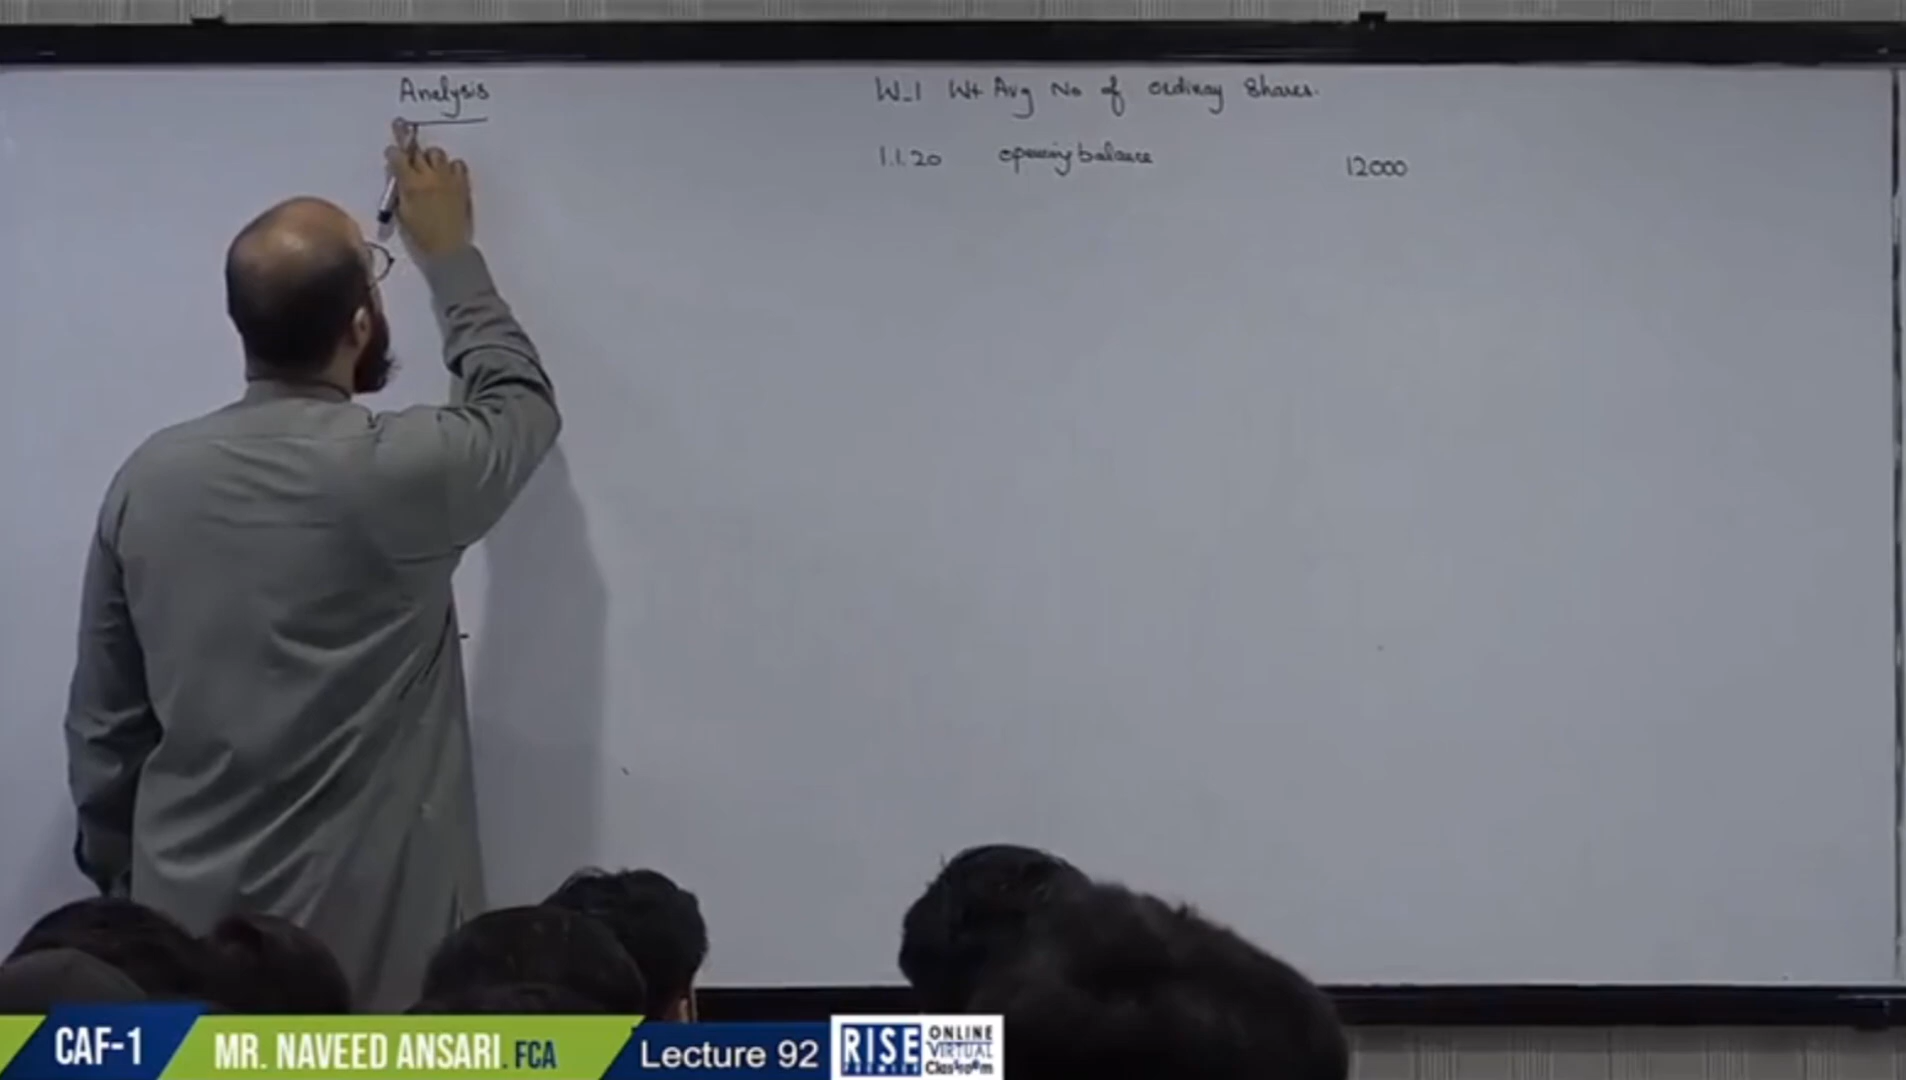 Analysis
W-1 Wt Avg No of ordinary Shares.
1.1.20 opening balance 12000
CAF-1
MR. NAVEED ANSARI. FCA
Lecture 92
RISE
PREMIER
ONLINE
VIRTUAL
Classroom